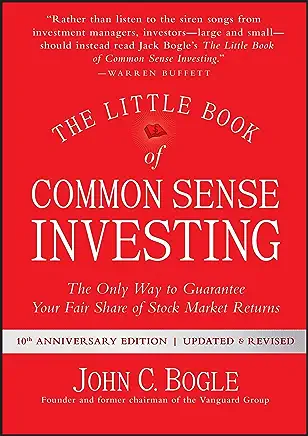 "Rather than listen to the siren songs from
investment managers, investors—large and small—
should instead read Jack Bogle's The Little Book
of Common Sense Investing."
—WARREN BUFFETT
THE LITTLE BOOK
of
COMMON SENSE
INVESTING
The Only Way to Guarantee
Your Fair Share of Stock Market Returns
10th ANNIVERSARY EDITION | UPDATED & REVISED
JOHN C. BOGLE
Founder and former chairman of the Vanguard Group